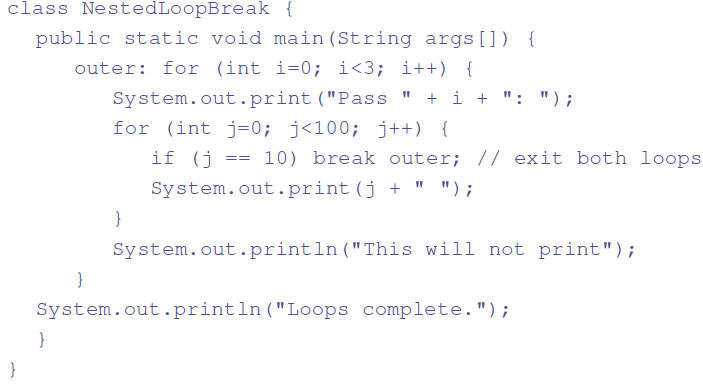 class NestedLoopBreak {
public static void main(String args[]) {
outer: for (int i=0; i<3; i++) {
System.out.print("Pass " + i + ": ");
for (int j=0; j<100; j++) {
if (j == 10) break outer; // exit both loops
System.out.print(j + " ");
}
System.out.println("This will not print");
}
System.out.println("Loops complete.");
}
}